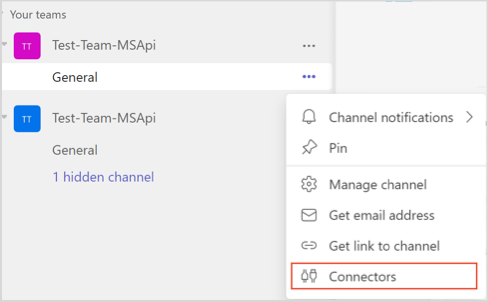 Your teams
TT Test-Team-MSApi
General
TT Test-Team-MSApi
General
1 hidden channel
Channel notifications
Pin
Manage channel
Get email address
Get link to channel
Connectors